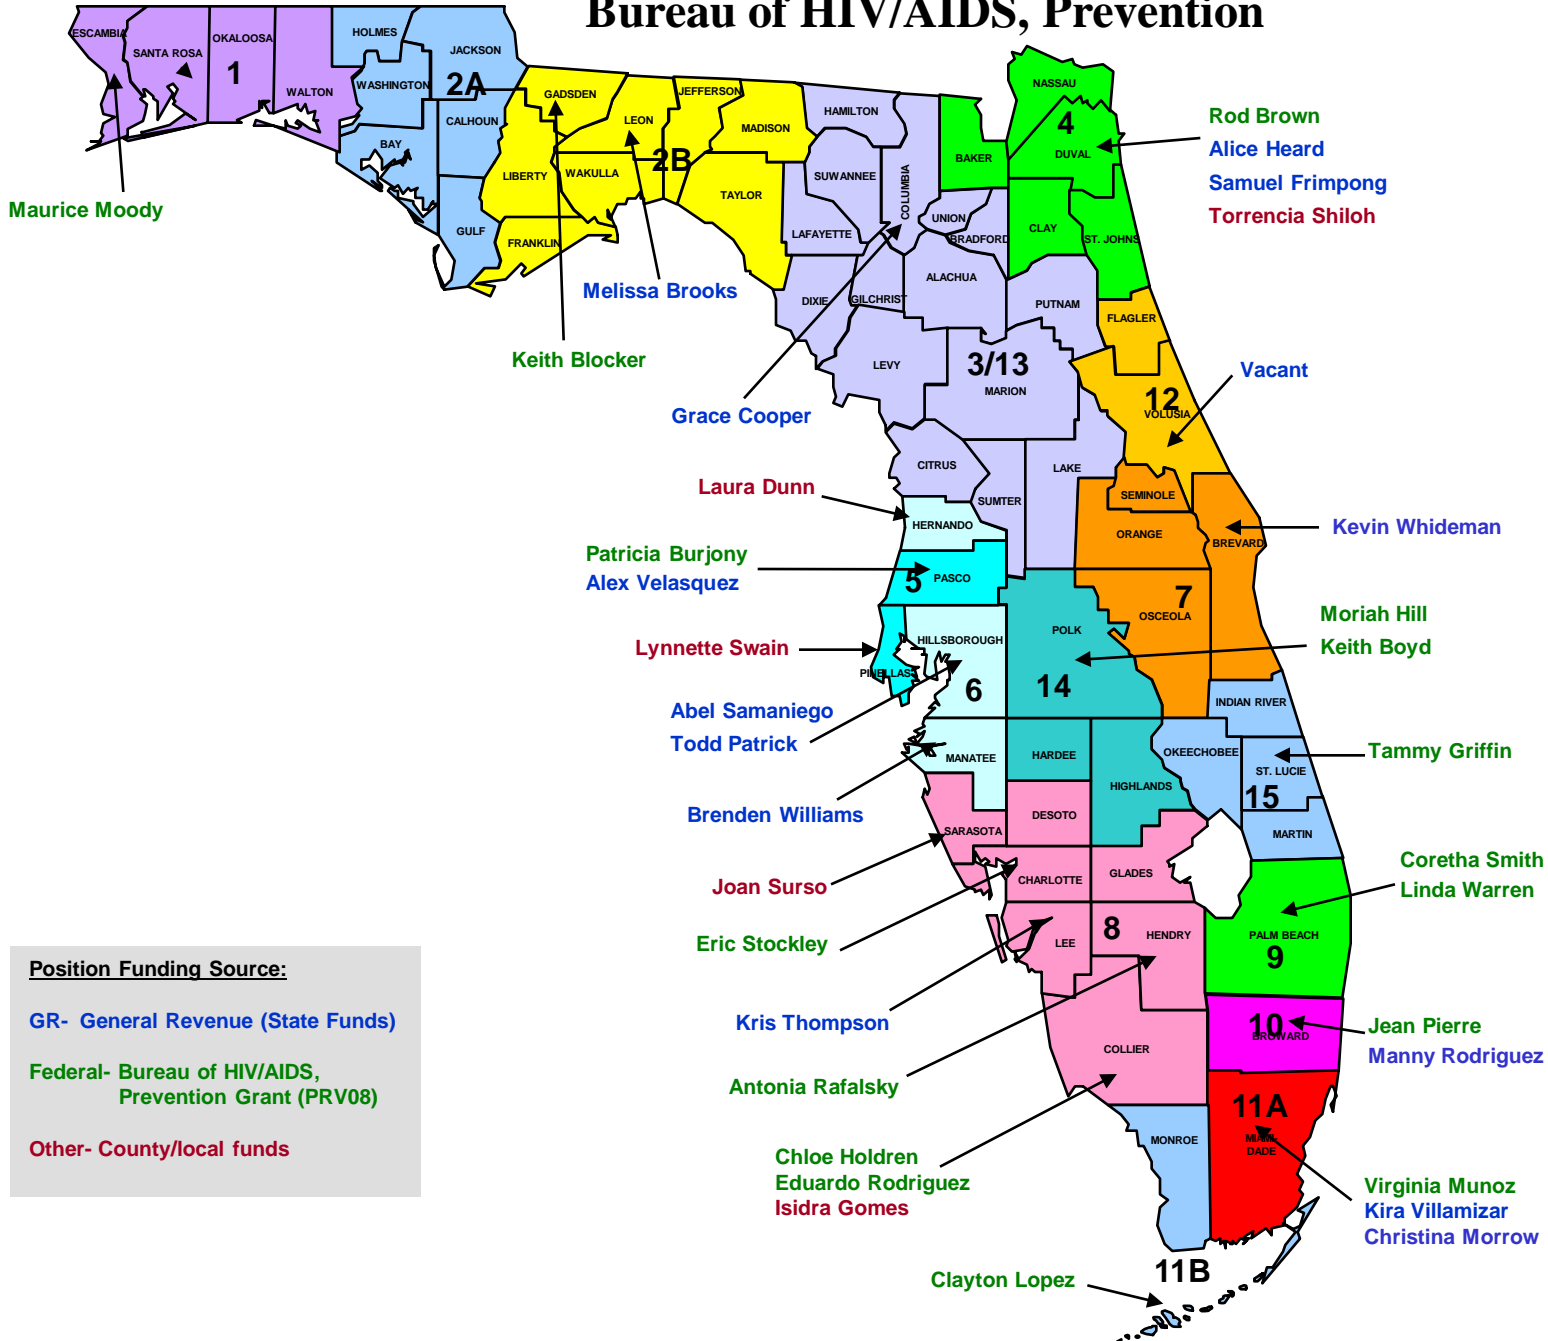 Bureau of HIV/AIDS, Prevention
ESCAMBIA
SANTA ROSA
OKALOOSA
1
WALTON
HOLMES
JACKSON
WASHINGTON
2A
CALHOUN
BAY
GULF
GADSDEN
LEON
JEFFERSON
MADISON
2B
LIBERTY
WAKULLA
TAYLOR
FRANKLIN
HAMILTON
SUWANNEE
COLUMBIA
LAFAYETTE
UNION
BRADFORD
ALACHUA
DIXIE
GILCHRIST
PUTNAM
LEVY
3/13
MARION
CITRUS
SUMTER
LAKE
NASSAU
4
DUVAL
BAKER
CLAY
ST. JOHNS
FLAGLER
12
VOLUSIA
SEMINOLE
ORANGE
BREVARD
7
OSCEOLA
HERNANDO
5
PASCO
PINELLAS
HILLSBOROUGH
6
MANATEE
POLK
14
HARDEE
HIGHLANDS
INDIAN RIVER
OKEECHOBEE
ST. LUCIE
15
MARTIN
SARASOTA
DESOTO
CHARLOTTE
GLADES
LEE
8
HENDRY
COLLIER
PALM BEACH
9
10
BROWARD
11A
MIAMI-
DADE
MONROE
11B
Maurice Moody
Melissa Brooks
Keith Blocker
Grace Cooper
Rod Brown
Alice Heard
Samuel Frimpong
Torrencia Shiloh
Vacant
Laura Dunn
Kevin Whideman
Patricia Burjony
Alex Velasquez
Moriah Hill
Keith Boyd
Lynnette Swain
Abel Samaniego
Todd Patrick
Tammy Griffin
Brenden Williams
Joan Surso
Coretha Smith
Linda Warren
Eric Stockley
Kris Thompson
Jean Pierre
Manny Rodriguez
Antonia Rafalsky
Chloe Holdren
Eduardo Rodriguez
Isidra Gomes
Virginia Munoz
Kira Villamizar
Christina Morrow
Clayton Lopez
Position Funding Source:
GR- General Revenue (State Funds)
Federal- Bureau of HIV/AIDS,
Prevention Grant (PRV08)
Other- County/local funds